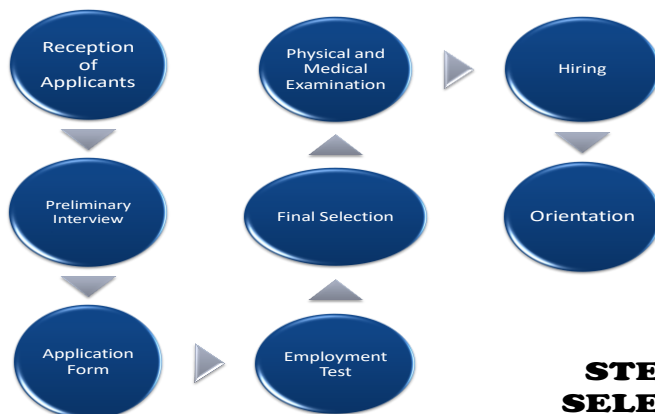 Reception
of
Applicants
Preliminary
Interview
Application
Form
Employment
Test
Final Selection
Physical and
Medical
Examination
Hiring
Orientation